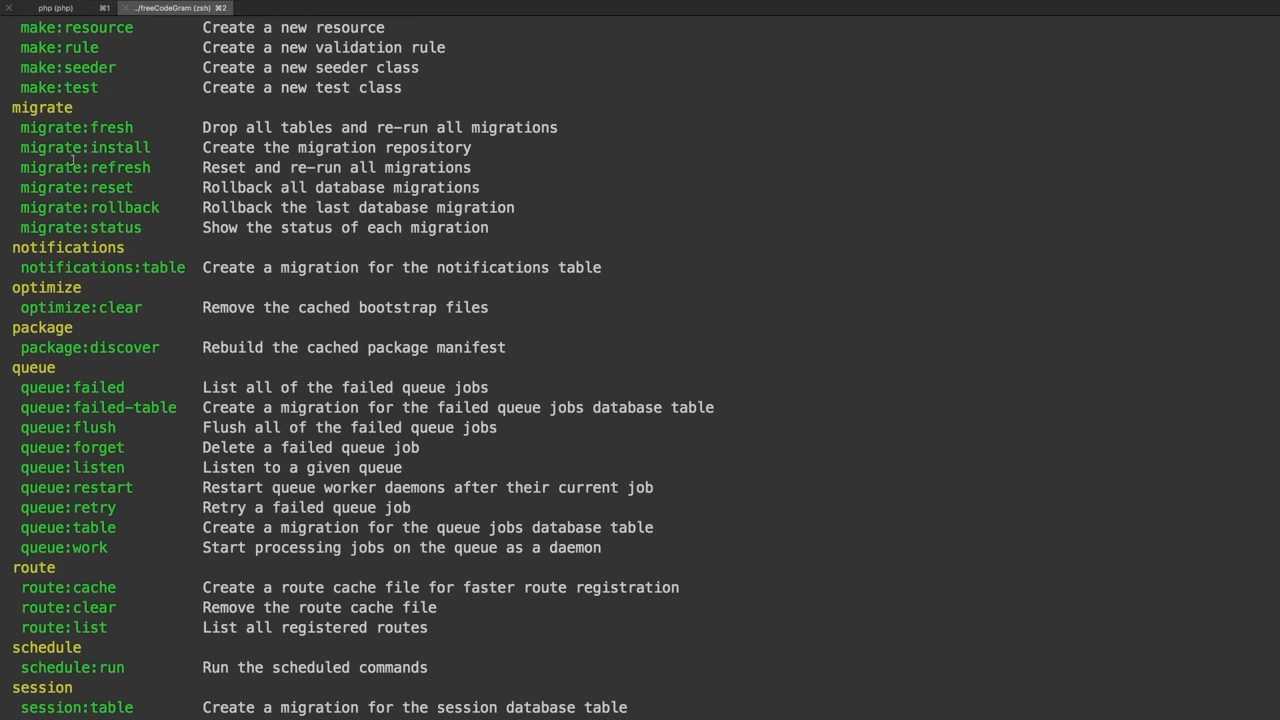 php (php) ⌘1 ../freeCodeGram (zsh) ⌘2
make:resource Create a new resource
make:rule Create a new validation rule
make:seeder Create a new seeder class
make:test Create a new test class
migrate
migrate:fresh Drop all tables and re-run all migrations
migrate:install Create the migration repository
migrate:refresh Reset and re-run all migrations
migrate:reset Rollback all database migrations
migrate:rollback Rollback the last database migration
migrate:status Show the status of each migration
notifications
notifications:table Create a migration for the notifications table
optimize
optimize:clear Remove the cached bootstrap files
package
package:discover Rebuild the cached package manifest
queue
queue:failed List all of the failed queue jobs
queue:failed-table Create a migration for the failed queue jobs database table
queue:flush Flush all of the failed queue jobs
queue:forget Delete a failed queue job
queue:listen Listen to a given queue
queue:restart Restart queue worker daemons after their current job
queue:retry Retry a failed queue job
queue:table Create a migration for the queue jobs database table
queue:work Start processing jobs on the queue as a daemon
route
route:cache Create a route cache file for faster route registration
route:clear Remove the route cache file
route:list List all registered routes
schedule
schedule:run Run the scheduled commands
session
session:table Create a migration for the session database table